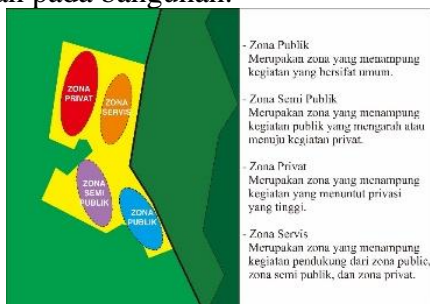 an pada bangunan.
ZONA
PRIVAT
ZONA
SERVIS
ZONA
SEMI
PUBLIK
ZONA
PUBLIK
- Zona Publik
Merupakan zona yang menampung
kegiatan yang bersifat umum.
- Zona Semi Publik
Merupakan zona yang menampung
kegiatan publik yang mengarah atau
menuju kegiatan privat.
- Zona Privat
Merupakan zona yang menampung
kegiatan yang menuntut privasi
yang tinggi.
- Zona Servis
Merupakan zona yang menampung
kegiatan pendukung dari zona public,
zona semi publik, dan zona privat.